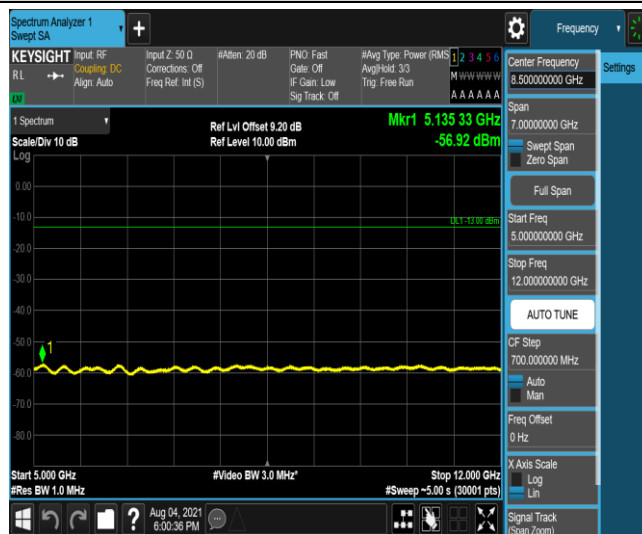 Spectrum Analyzer 1
Swept SA
+
Frequency
KEYSIGHT
RL
LXI
Input: RF
Coupling: DC
Align: Auto
Input Z: 50 Ω
Corrections: Off
Freq Ref: Int (S)
#Atten: 20 dB
PNO: Fast
Gate: Off
IF Gain: Low
Sig Track: Off
#Avg Type: Power (RMS
Avg|Hold: 3/3
Trig: Free Run
1 2 3 4 5 6
M W W W W W
A A A A A A
1 Spectrum
Scale/Div 10 dB
Log
Ref Lvl Offset 9.20 dB
Ref Level 10.00 dBm
Mkr1 5.135 33 GHz
-56.92 dBm
0.00
-10.0
DL1 -13.00 dBm
-20.0
-30.0
-40.0
-50.0
1
-60.0
-70.0
-80.0
Start 5.000 GHz
#Video BW 3.0 MHz*
Stop 12.000 GHz
#Res BW 1.0 MHz
#Sweep ~5.00 s (30001 pts)
?
Aug 04, 2021
6:00:36 PM
Center Frequency
8.500000000 GHz
Settings
Span
7.00000000 GHz
Swept Span
Zero Span
Full Span
Start Freq
5.000000000 GHz
Stop Freq
12.000000000 GHz
AUTO TUNE
CF Step
700.000000 MHz
Auto
Man
Freq Offset
0 Hz
X Axis Scale
Log
Lin
Signal Track
(Span Zoom)